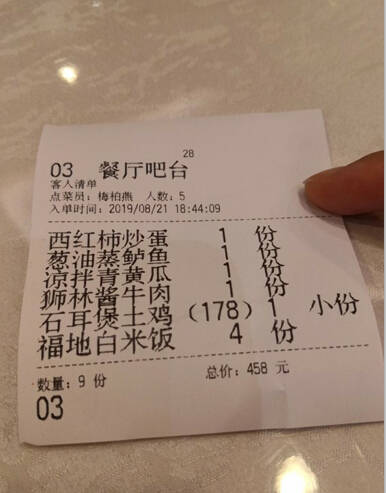 28
03 餐厅吧台
客人清单
点菜员：梅柏燕 人数：5
入单时间：2019/08/21 18:44:09
西红柿炒蛋 1 份
葱油蒸鲈鱼 1 份
凉拌青黄瓜 1 份
狮林酱牛肉 1 份
石耳煲土鸡（178）1 小份
福地白米饭 4 份
数量：9 份 总价：458 元
03